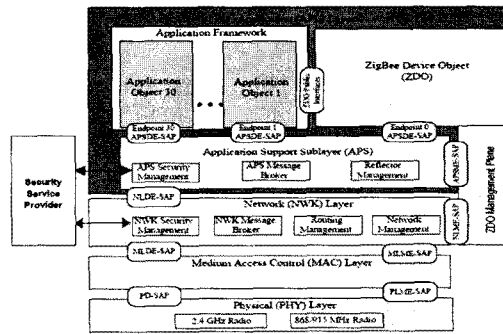 Application Framework
Application
Object 30
Application
Object 1
ZDO Public
Interfaces
ZigBee Device Object
(ZDO)
Endpoint 30
APSDE-SAP
Endpoint 1
APSDE-SAP
Endpoint 0
APSDE-SAP
Application Support Sublayer (APS)
APS Security
Management
APS Message
Broker
Reflector
Management
APSME-SAP
ZDO Management Plane
Security
Service
Provider
NLDE-SAP
Network (NWK) Layer
NWK Security
Management
NWK Message
Broker
Routing
Management
Network
Management
NLME-SAP
MLDE-SAP
MLME-SAP
Medium Access Control (MAC) Layer
PD-SAP
PLME-SAP
Physical (PHY) Layer
2.4 GHz Radio
868/915 MHz Radio